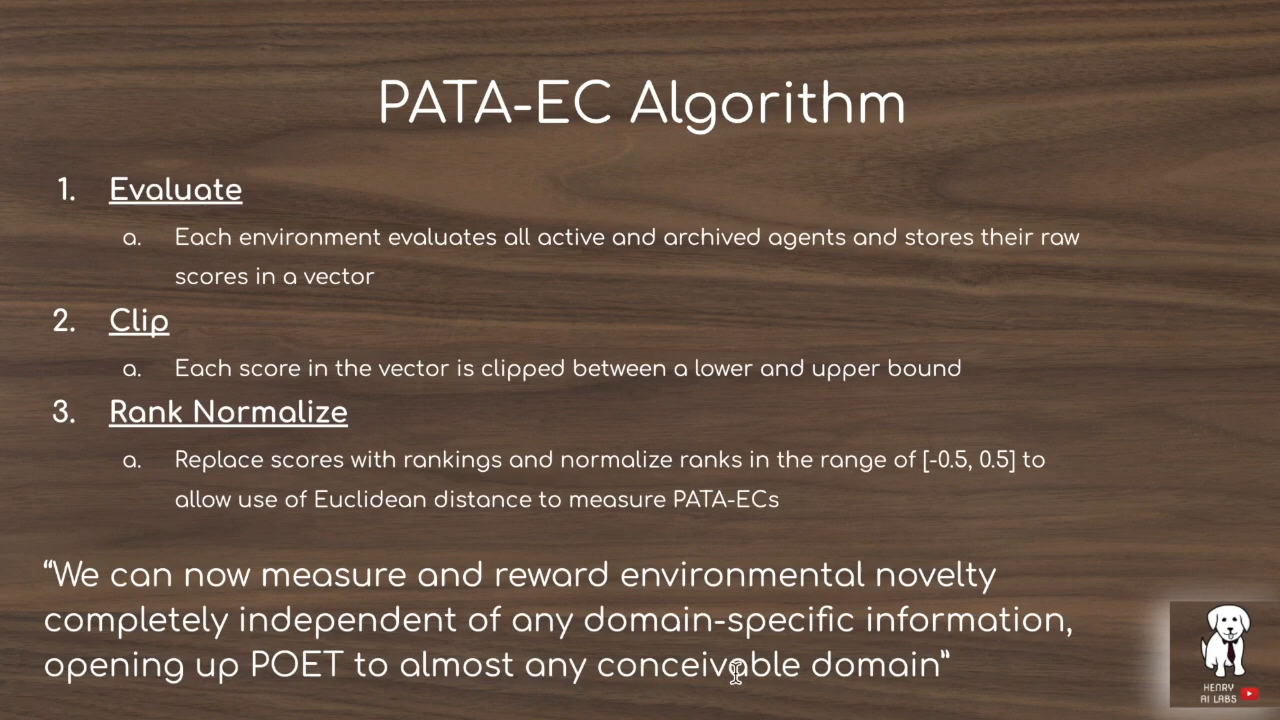 PATA-EC Algorithm
1. Evaluate
a. Each environment evaluates all active and archived agents and stores their raw
scores in a vector
2. Clip
a. Each score in the vector is clipped between a lower and upper bound
3. Rank Normalize
a. Replace scores with rankings and normalize ranks in the range of [-0.5, 0.5] to
allow use of Euclidean distance to measure PATA-ECs
“We can now measure and reward environmental novelty
completely independent of any domain-specific information,
opening up POET to almost any conceivable domain”
HENRY
AI LABS